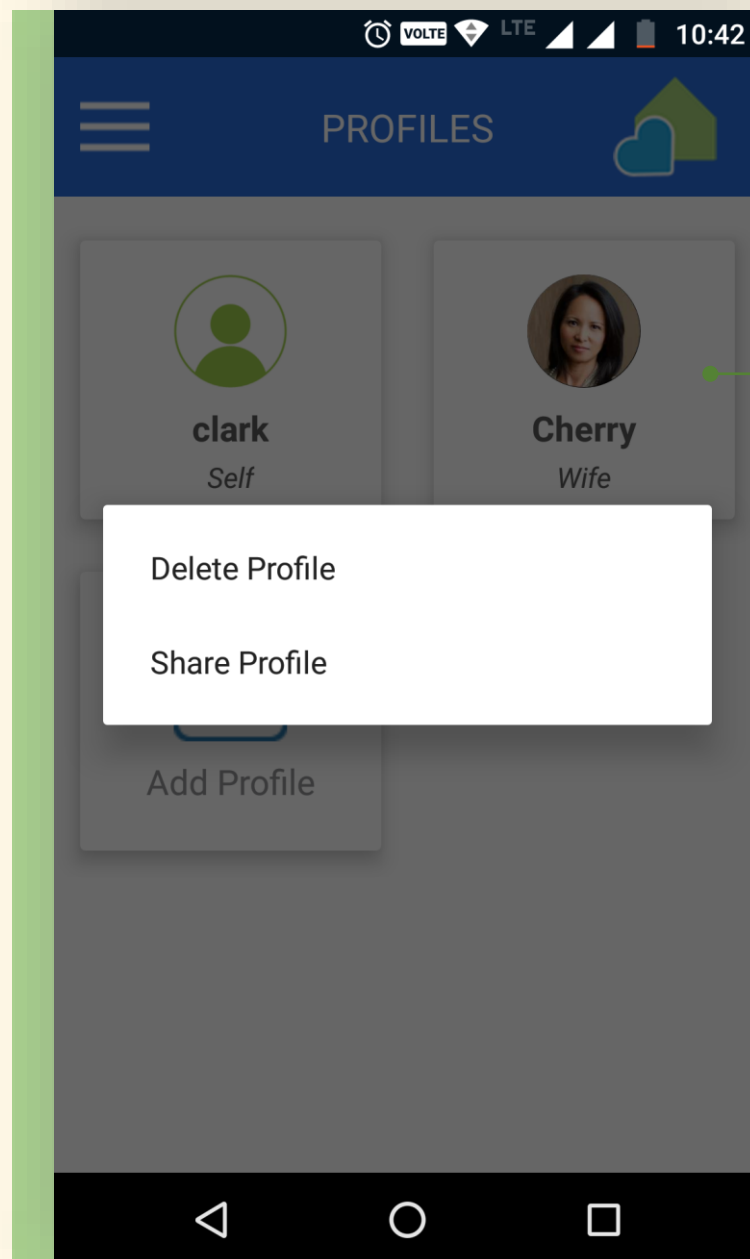 VOLTE LTE 10:42
PROFILES
clark Cherry
Self Wife
Delete Profile
Share Profile
Add Profile